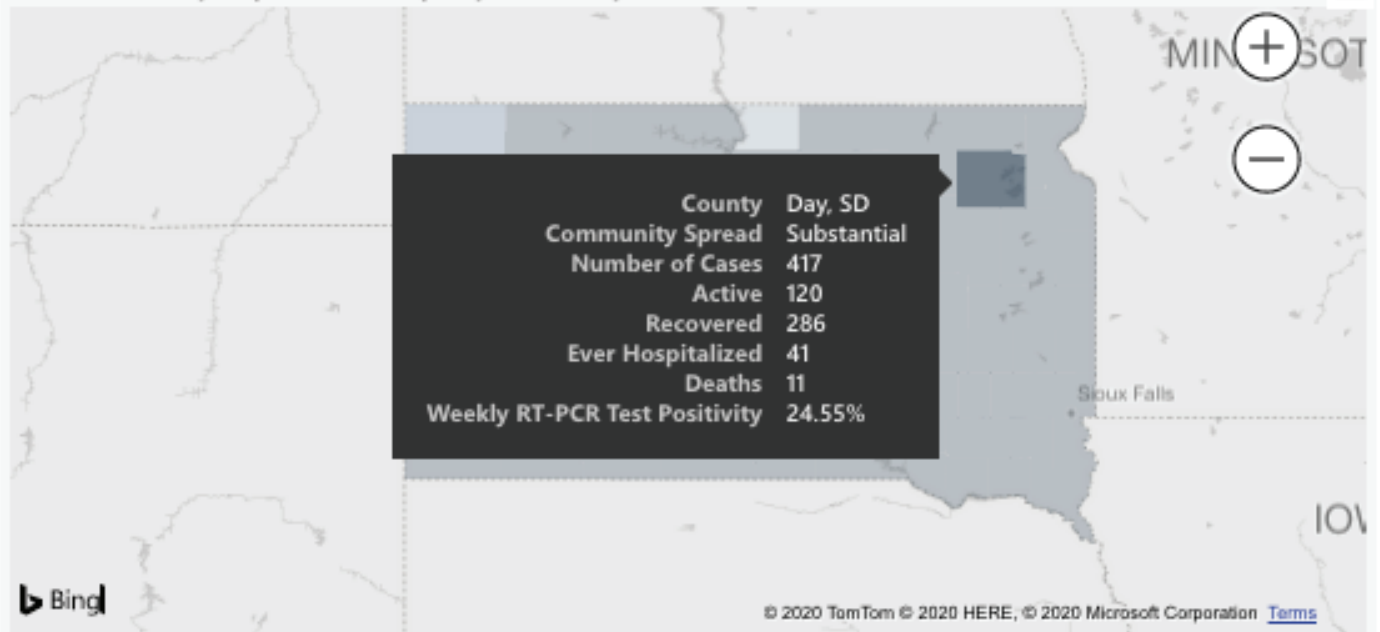 MINNESOT
County Day, SD
Community Spread Substantial
Number of Cases 417
Active 120
Recovered 286
Ever Hospitalized 41
Deaths 11
Weekly RT-PCR Test Positivity 24.55%
Sioux Falls
IOW
Bing
© 2020 TomTom © 2020 HERE, © 2020 Microsoft Corporation Terms